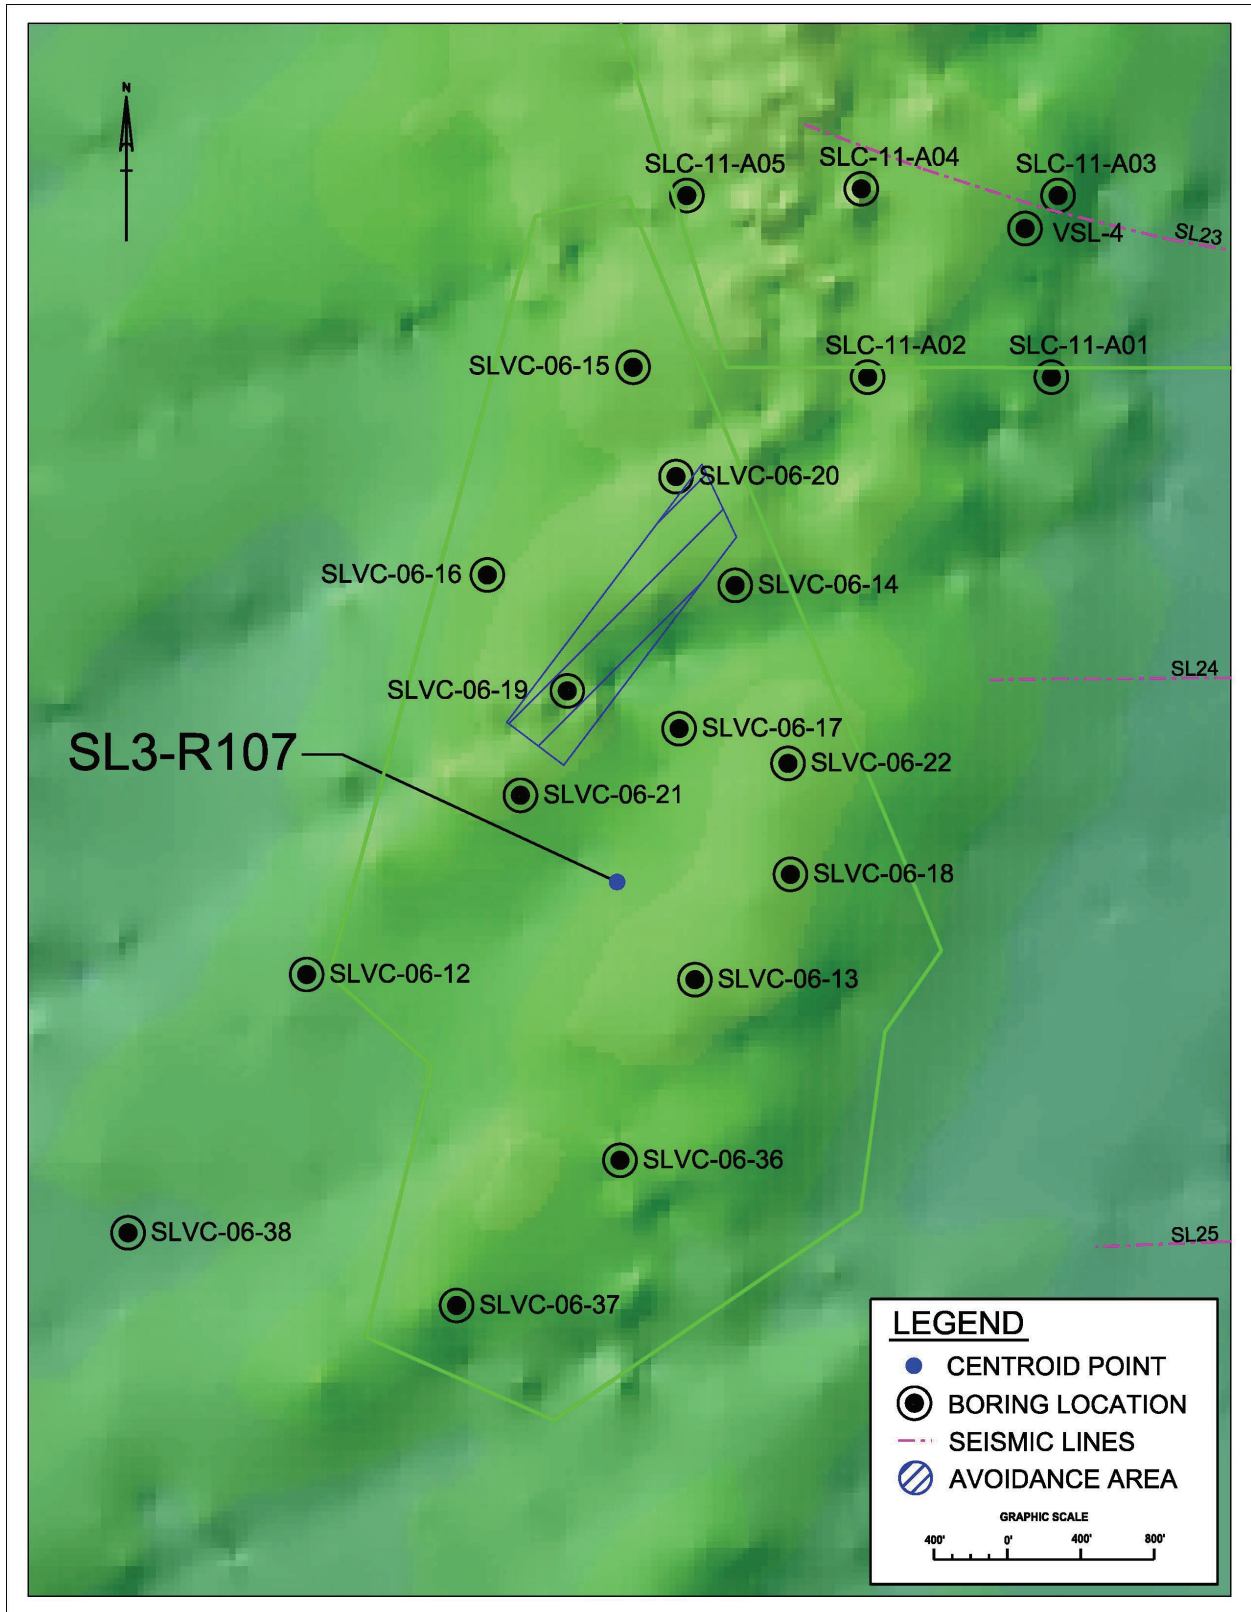 N
SLC-11-A05
SLC-11-A04
SLC-11-A03
VSL-4
SL23
SLVC-06-15
SLC-11-A02
SLC-11-A01
SLVC-06-20
SLVC-06-16
SLVC-06-14
SL24
SLVC-06-19
SLVC-06-17
SL3-R107
SLVC-06-22
SLVC-06-21
SLVC-06-18
SLVC-06-12
SLVC-06-13
SLVC-06-36
SLVC-06-38
SL25
SLVC-06-37
LEGEND
CENTROID POINT
BORING LOCATION
SEISMIC LINES
AVOIDANCE AREA
GRAPHIC SCALE
400' 0' 400' 800'